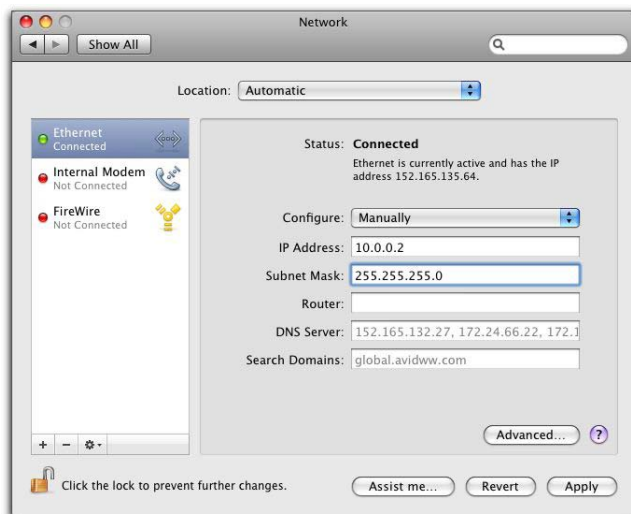 Network
Show All
Location: Automatic
Ethernet
Connected
Internal Modem
Not Connected
FireWire
Not Connected
Status: Connected
Ethernet is currently active and has the IP
address 152.165.135.64.
Configure: Manually
IP Address: 10.0.0.2
Subnet Mask: 255.255.255.0
Router:
DNS Server: 152.165.132.27, 172.24.66.22, 172.1
Search Domains: global.avidww.com
Advanced... ?
+ −
Click the lock to prevent further changes.
Assist me... Revert Apply